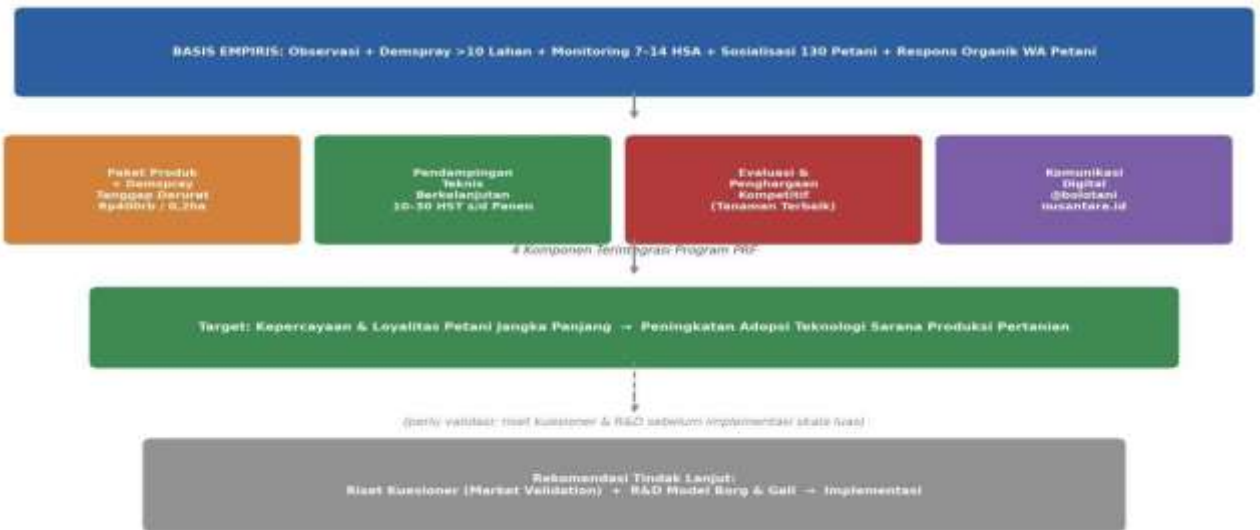 BASIS EMPIRIS: Observasi + Demspray >10 Lahan + Monitoring 7-14 HSA + Sosialisasi 130 Petani + Respons Organik WA Petani
Paket Produk
+ Demspray
Tanggap Darurat
Rp400rb / 0,2ha
Pendampingan
Teknis
Berkelanjutan
10-30 HST s/d Panen
Evaluasi &
Penghargaan
Kompetitif
(Tanaman Terbaik)
Komunikasi
Digital
@bolotani
nusantara.id
4 Komponen Terintegrasi Program PRF
Target: Kepercayaan & Loyalitas Petani Jangka Panjang → Peningkatan Adopsi Teknologi Sarana Produksi Pertanian
(perlu validasi: riset kuesioner & R&D sebelum implementasi skala luas)
Rekomendasi Tindak Lanjut:
Riset Kuesioner (Market Validation) + R&D Model Borg & Gall → Implementasi